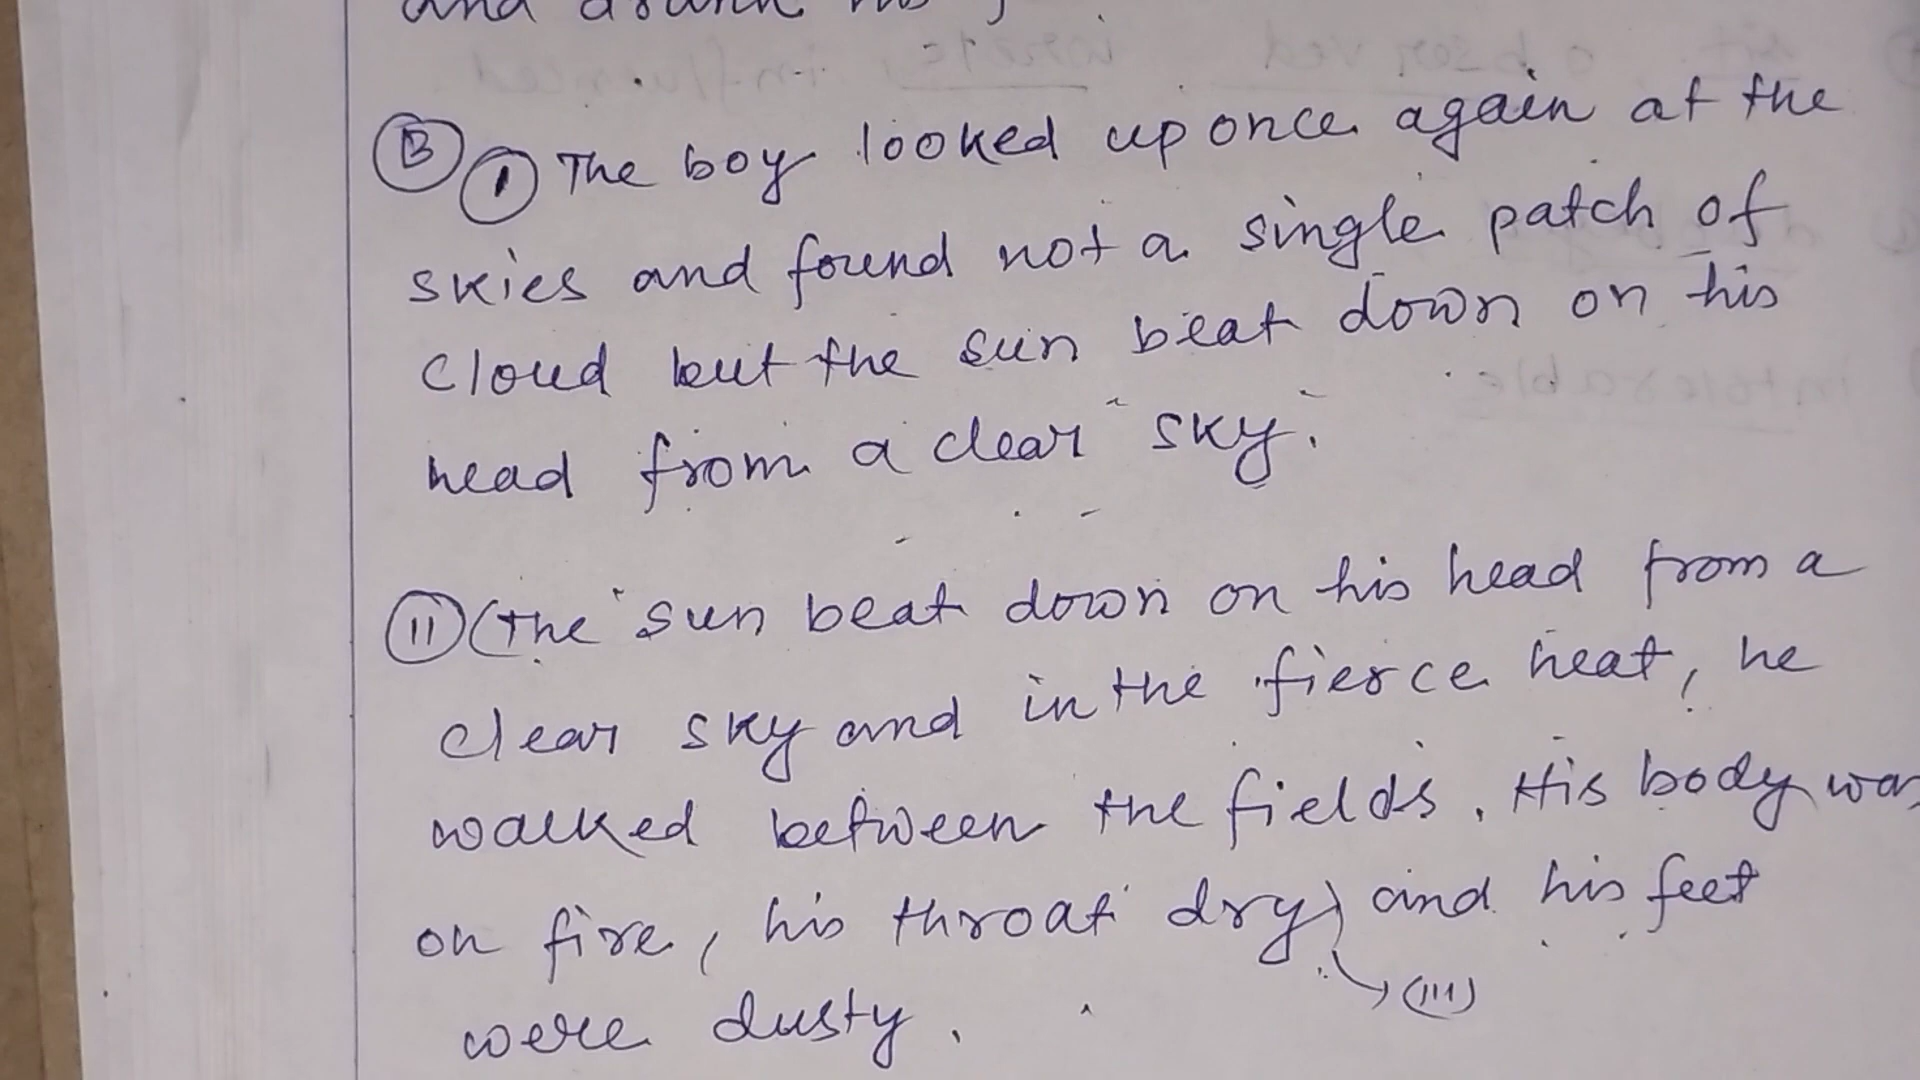 and drank his
B I The boy looked up once again at the
skies and found not a single patch of
cloud but the sun beat down on his
head from a clear sky.
II (The sun beat down on his head from a
clear sky and in the fierce heat, he
walked between the fields. His body was
on fire, his throat dry) and his feet
→ (III)
were dusty.